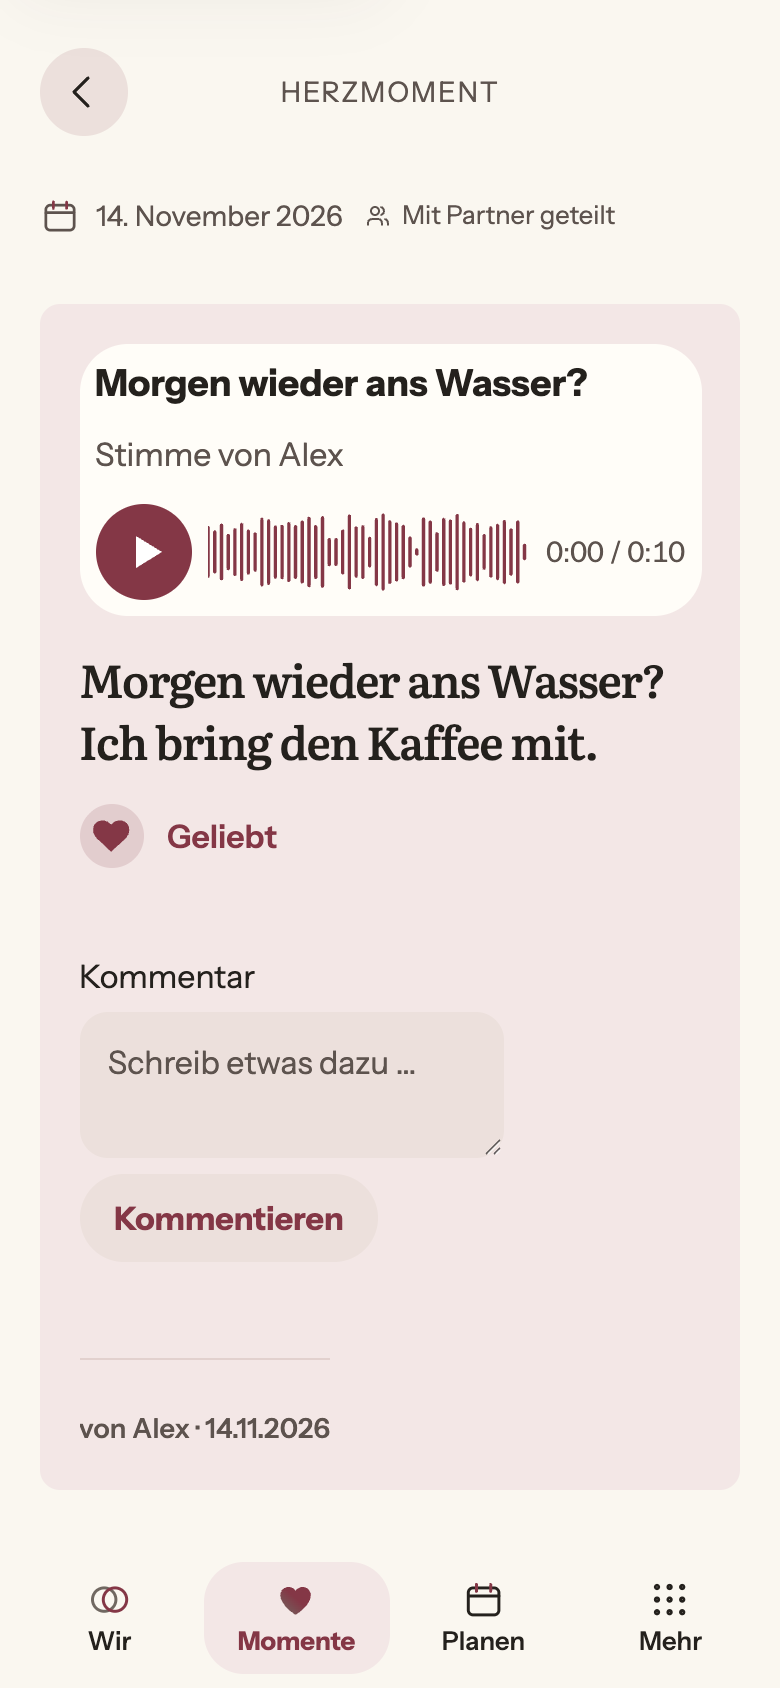 HERZMOMENT
14. November 2026 Mit Partner geteilt
Morgen wieder ans Wasser?
Stimme von Alex
0:00 / 0:10
Morgen wieder ans Wasser?
Ich bring den Kaffee mit.
Geliebt
Kommentar
Schreib etwas dazu ...
Kommentieren
von Alex · 14.11.2026
Wir Momente Planen Mehr